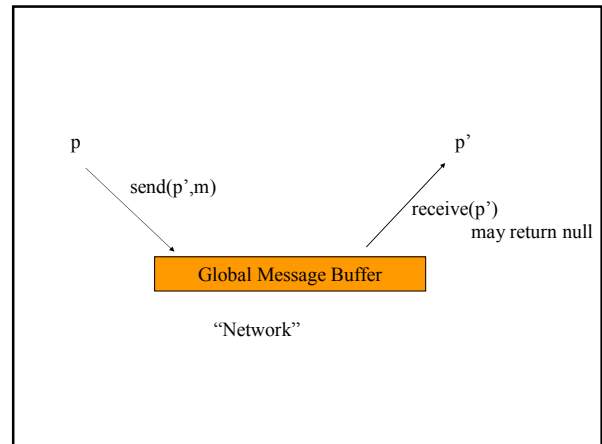 p
p’
send(p’,m)
receive(p’)
may return null
Global Message Buffer
“Network”